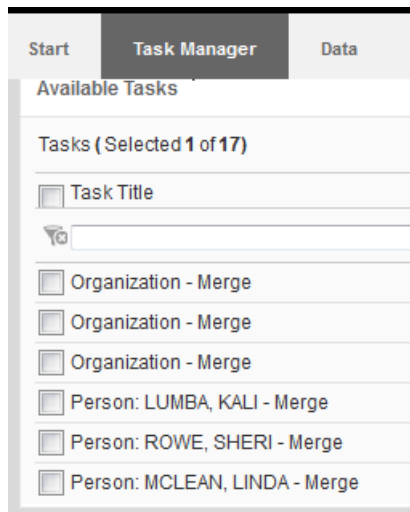 Start Task Manager Data
Available Tasks
Tasks ( Selected 1 of 17)
Task Title
Organization - Merge
Organization - Merge
Organization - Merge
Person: LUMBA, KALI - Merge
Person: ROWE, SHERI - Merge
Person: MCLEAN, LINDA - Merge